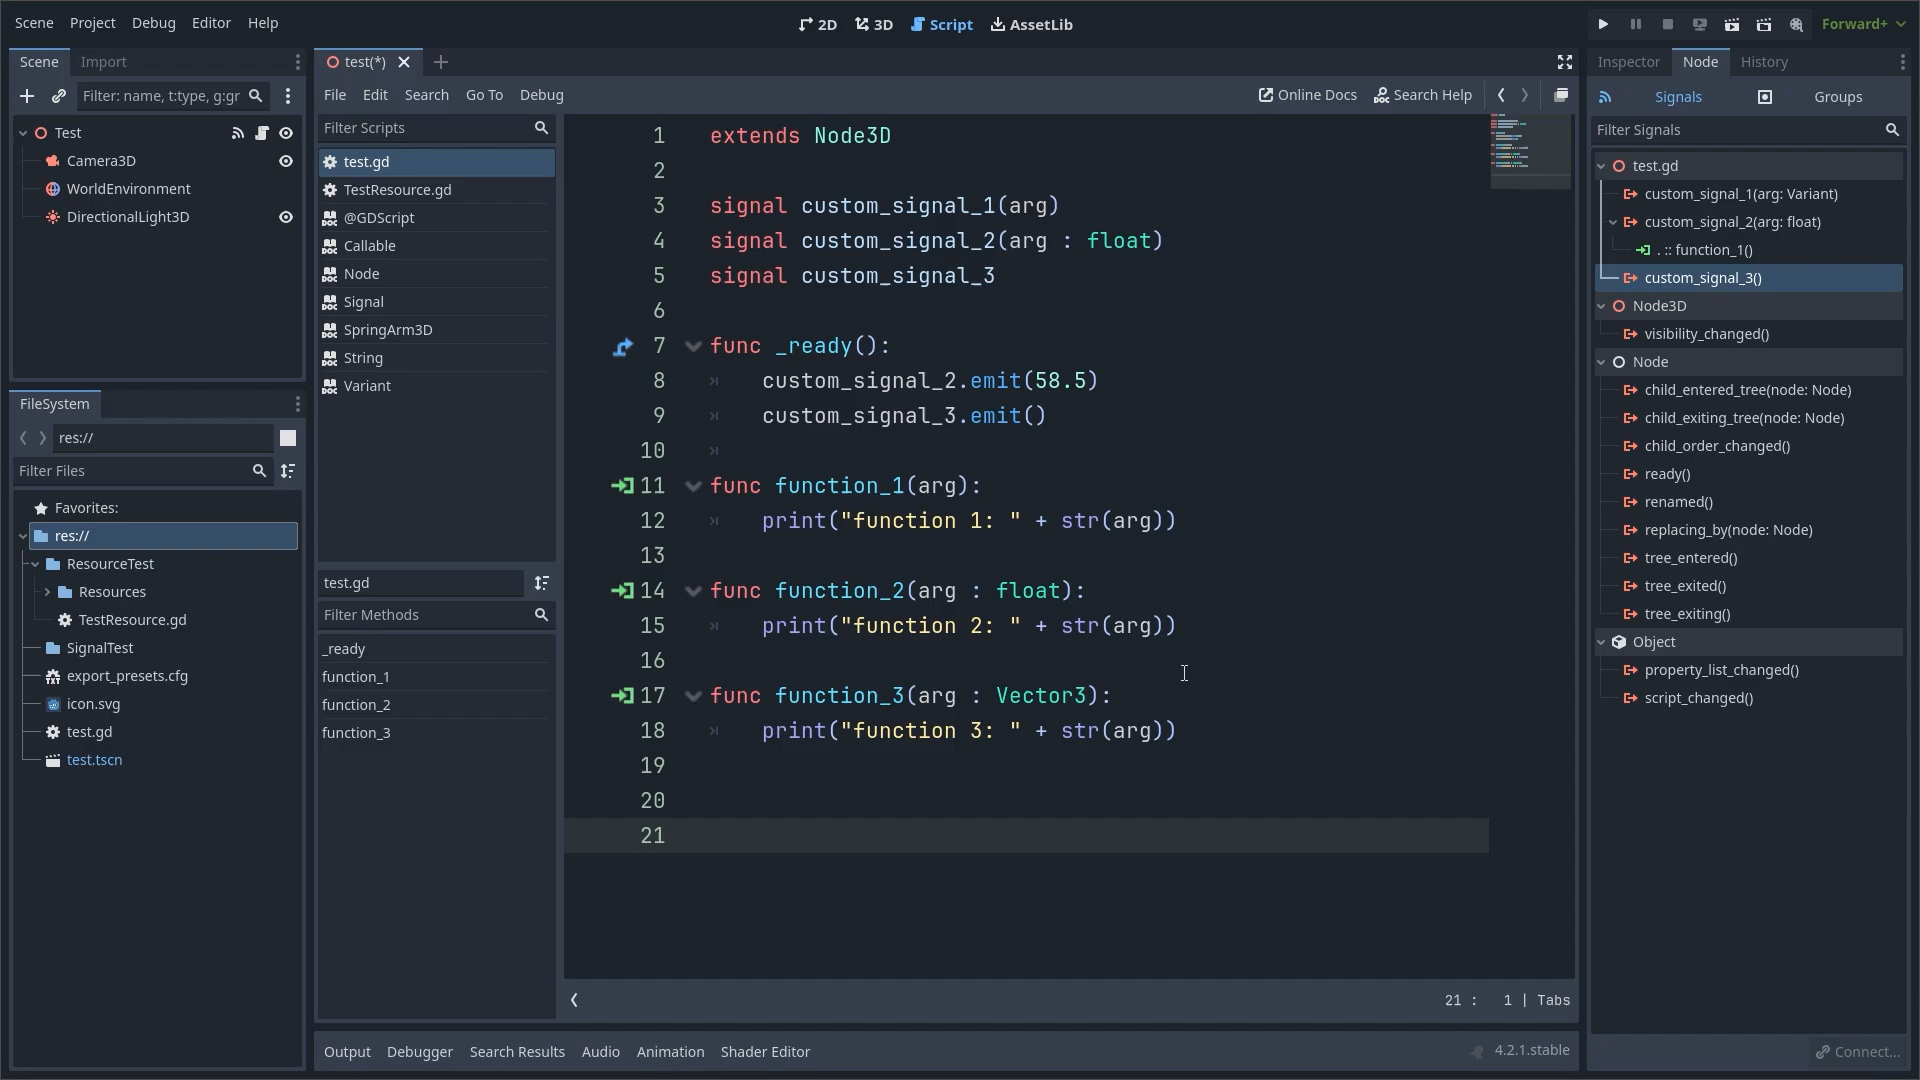 Scene Project Debug Editor Help
2D 3D Script AssetLib
Forward+
Scene Import
Filter: name, t:type, g:gr
Test
Camera3D
WorldEnvironment
DirectionalLight3D
FileSystem
res://
Filter Files
Favorites:
res://
ResourceTest
Resources
TestResource.gd
SignalTest
export_presets.cfg
icon.svg
test.gd
test.tscn
test(*)
File Edit Search Go To Debug
Online Docs Search Help
Filter Scripts
test.gd
TestResource.gd
@GDScript
Callable
Node
Signal
SpringArm3D
String
Variant
test.gd
Filter Methods
_ready
function_1
function_2
function_3
1 extends Node3D
2
3 signal custom_signal_1(arg)
4 signal custom_signal_2(arg : float)
5 signal custom_signal_3
6
7 func _ready():
8 custom_signal_2.emit(58.5)
9 custom_signal_3.emit()
10
11 func function_1(arg):
12 print("function 1: " + str(arg))
13
14 func function_2(arg : float):
15 print("function 2: " + str(arg))
16
17 func function_3(arg : Vector3):
18 print("function 3: " + str(arg))
19
20
21
21 : 1 | Tabs
Output Debugger Search Results Audio Animation Shader Editor
4.2.1.stable
Inspector Node History
Signals Groups
Filter Signals
test.gd
custom_signal_1(arg: Variant)
custom_signal_2(arg: float)
. :: function_1()
custom_signal_3()
Node3D
visibility_changed()
Node
child_entered_tree(node: Node)
child_exiting_tree(node: Node)
child_order_changed()
ready()
renamed()
replacing_by(node: Node)
tree_entered()
tree_exited()
tree_exiting()
Object
property_list_changed()
script_changed()
Connect...